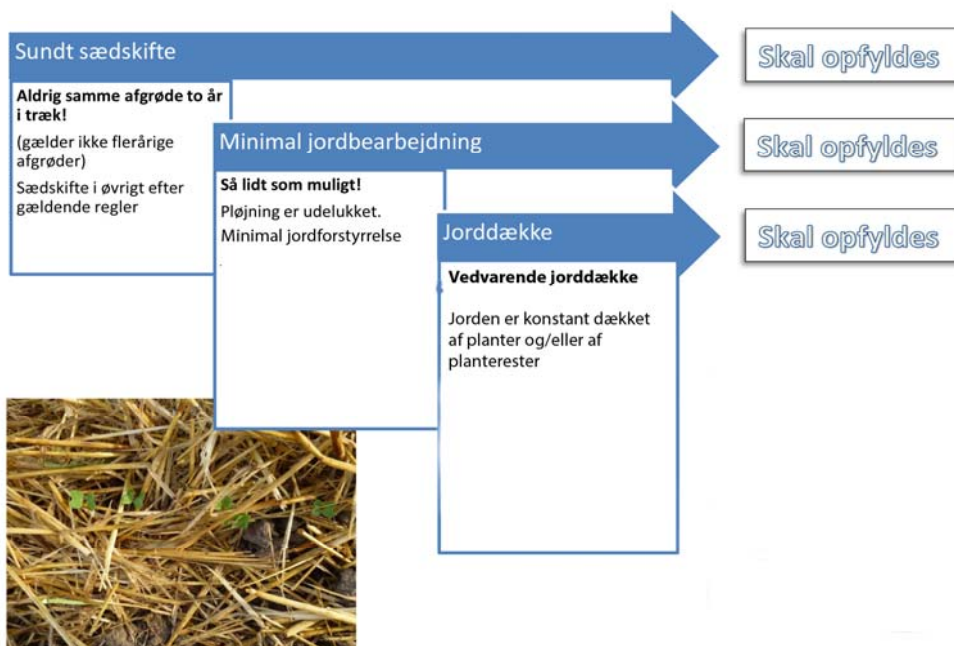 Sundt sædskifte
Skal opfyldes
Aldrig samme afgrøde to år
i træk!
(gælder ikke flerårige
afgrøder)
Sædskifte i øvrigt efter
gældende regler
Minimal jordbearbejdning
Skal opfyldes
Så lidt som muligt!
Pløjning er udelukket.
Minimal jordforstyrrelse
.
Jorddække
Skal opfyldes
Vedvarende jorddække
Jorden er konstant dækket
af planter og/eller af
planterester